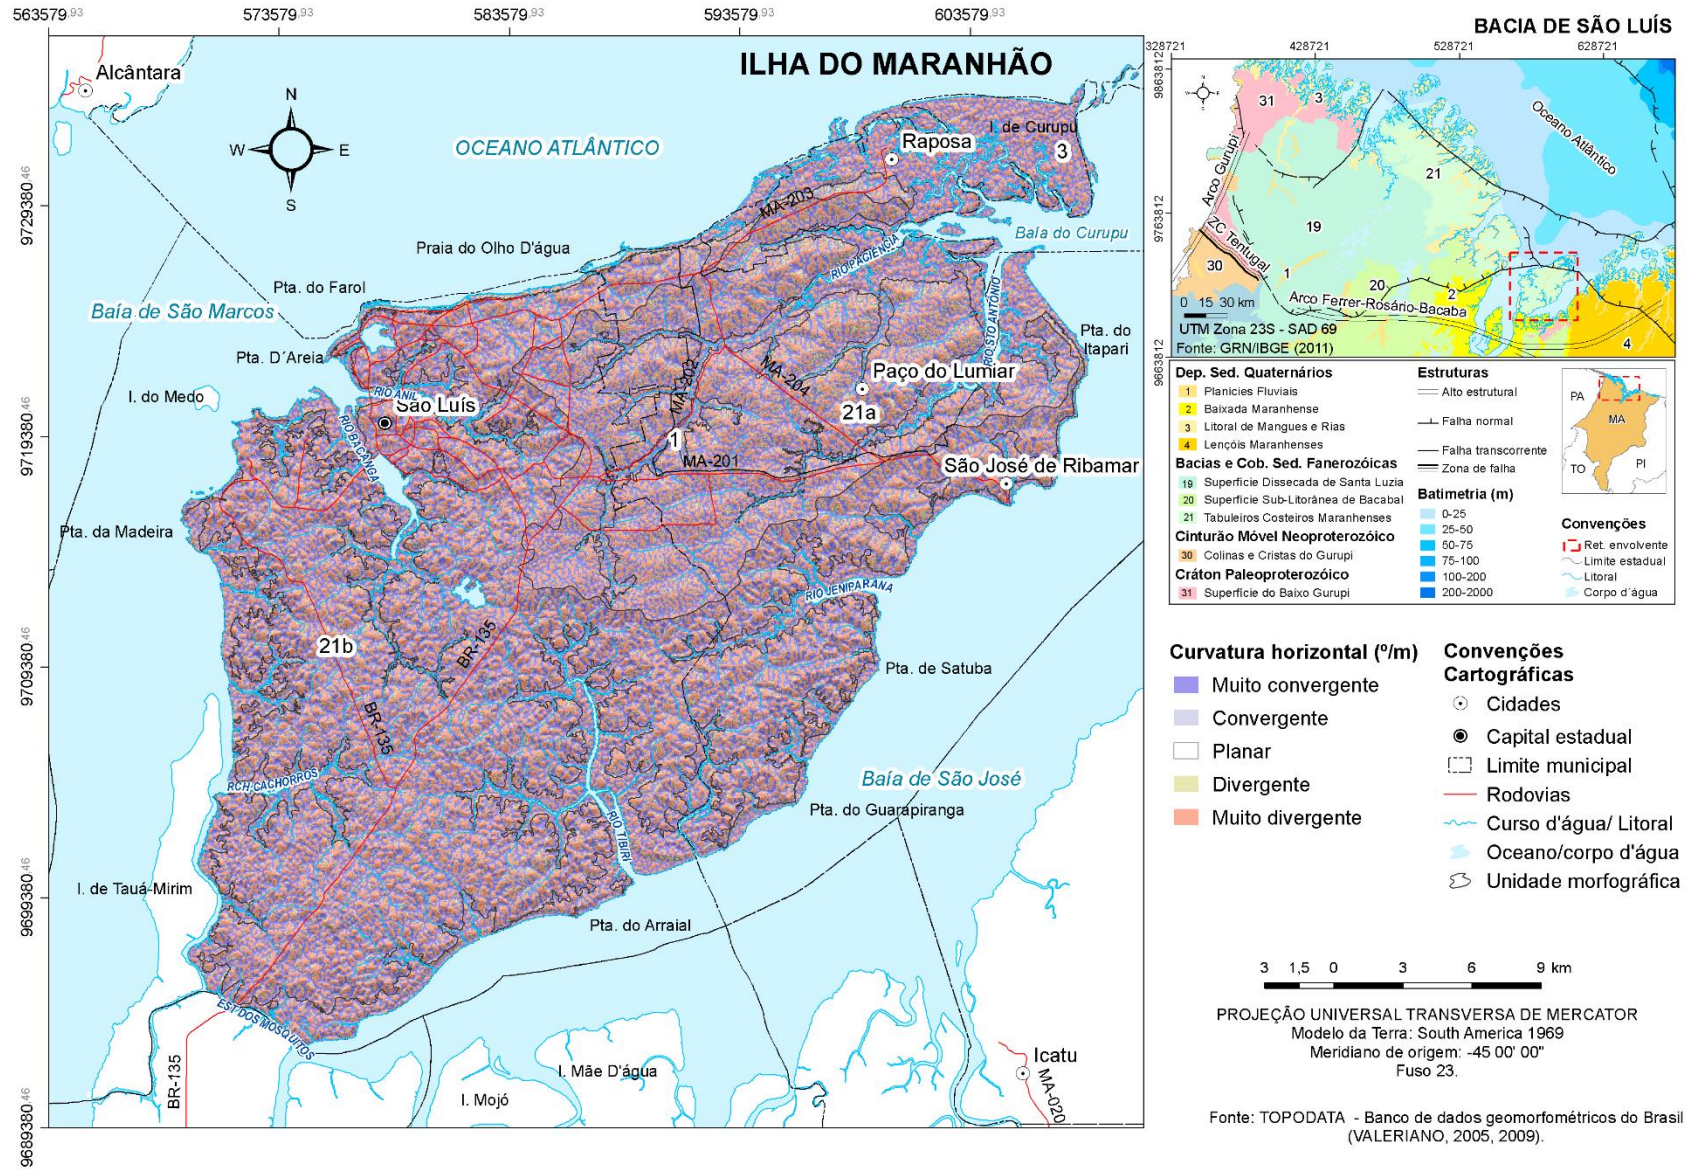 563579,93
573579,93
583579,93
593579,93
603579,93
9729380,46
9719380,46
9709380,46
9699380,46
9689380,46
ILHA DO MARANHÃO
Alcântara
N
W
E
S
OCEANO ATLÂNTICO
Raposa
I. de Curupu
3
MA-203
Praia do Olho D'água
Baía do Curupu
RIO PACIÊNCIA
Pta. do Farol
Baía de São Marcos
RIO STO ANTÔNIO
Pta. do
Itapari
Pta. D´Areia
MA-202
MA-204
Paço do Lumiar
I. do Medo
RIO ANIL
São Luís
21a
RIO BACANGA
1
MA-201
São José de Ribamar
Pta. da Madeira
RIO JENIPARANA
21b
BR-135
Pta. de Satuba
BR-135
RCH CACHORROS
Baía de São José
Pta. do Guarapiranga
RIO TIBIRI
I. de Tauá-Mirim
Pta. do Arraial
EST DOS MOSQUITOS
BR-135
I. Mãe D'água
I. Mojó
Icatu
MA-020
BACIA DE SÃO LUÍS
328721
428721
528721
628721
9863812
9763812
9663812
31
3
Oceano Atlântico
21
Arco Gurupi
19
ZC Tentugal
30
1
20
2
Arco Ferrer-Rosário-Bacaba
4
0 15 30 km
UTM Zona 23S - SAD 69
Fonte: GRN/IBGE (2011)
Dep. Sed. Quaternários
1 Planícies Fluviais
2 Baixada Maranhense
3 Litoral de Mangues e Rias
4 Lençóis Maranhenses
Bacias e Cob. Sed. Fanerozóicas
19 Superfície Dissecada de Santa Luzia
20 Superfície Sub-Litorânea de Bacabal
21 Tabuleiros Costeiros Maranhenses
Cinturão Móvel Neoproterozóico
30 Colinas e Cristas do Gurupi
Cráton Paleoproterozóico
31 Superfície do Baixo Gurupi
Estruturas
Alto estrutural
Falha normal
Falha transcorrente
Zona de falha
Batimetria (m)
0-25
25-50
50-75
75-100
100-200
200-2000
PA
MA
TO
PI
Convenções
Ret. envolvente
Limite estadual
Litoral
Corpo d´água
Curvatura horizontal (º/m)
Muito convergente
Convergente
Planar
Divergente
Muito divergente
Convenções
Cartográficas
Cidades
Capital estadual
Limite municipal
Rodovias
Curso d'água/ Litoral
Oceano/corpo d'água
Unidade morfográfica
3 1,5 0 3 6 9 km
PROJEÇÃO UNIVERSAL TRANSVERSA DE MERCATOR
Modelo da Terra: South America 1969
Meridiano de origem: -45 00' 00"
Fuso 23.
Fonte: TOPODATA - Banco de dados geomorfométricos do Brasil
(VALERIANO, 2005, 2009).